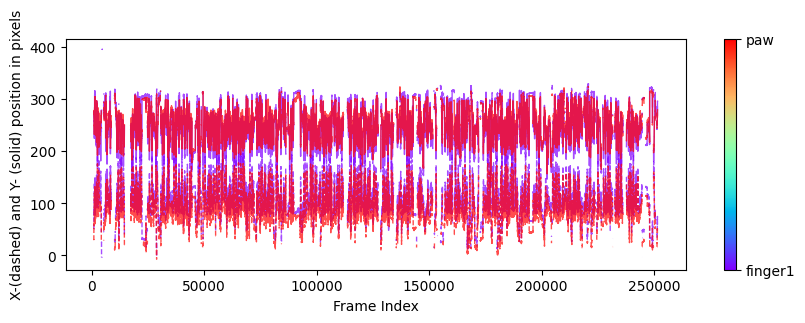 X-(dashed) and Y- (solid) position in pixels
400
300
200
100
0
0
50000
100000
150000
200000
250000
Frame Index
paw
finger1